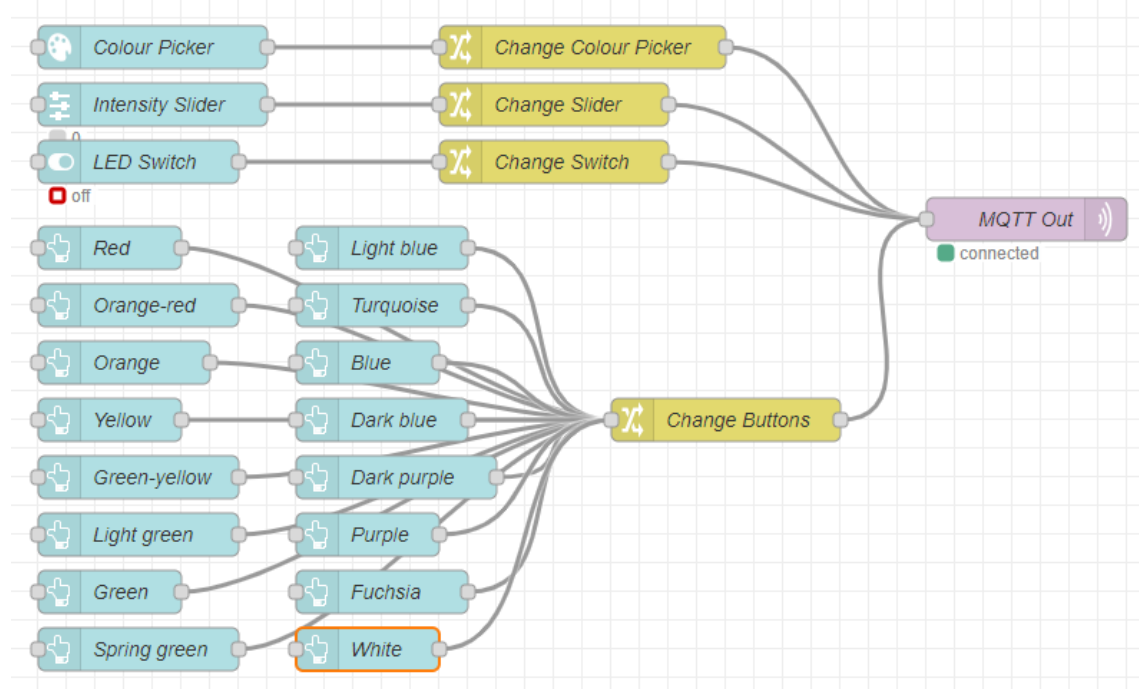 Colour Picker
Change Colour Picker
Intensity Slider
Change Slider
0
LED Switch
Change Switch
off
MQTT Out
connected
Red
Light blue
Orange-red
Turquoise
Orange
Blue
Yellow
Dark blue
Change Buttons
Green-yellow
Dark purple
Light green
Purple
Green
Fuchsia
Spring green
White